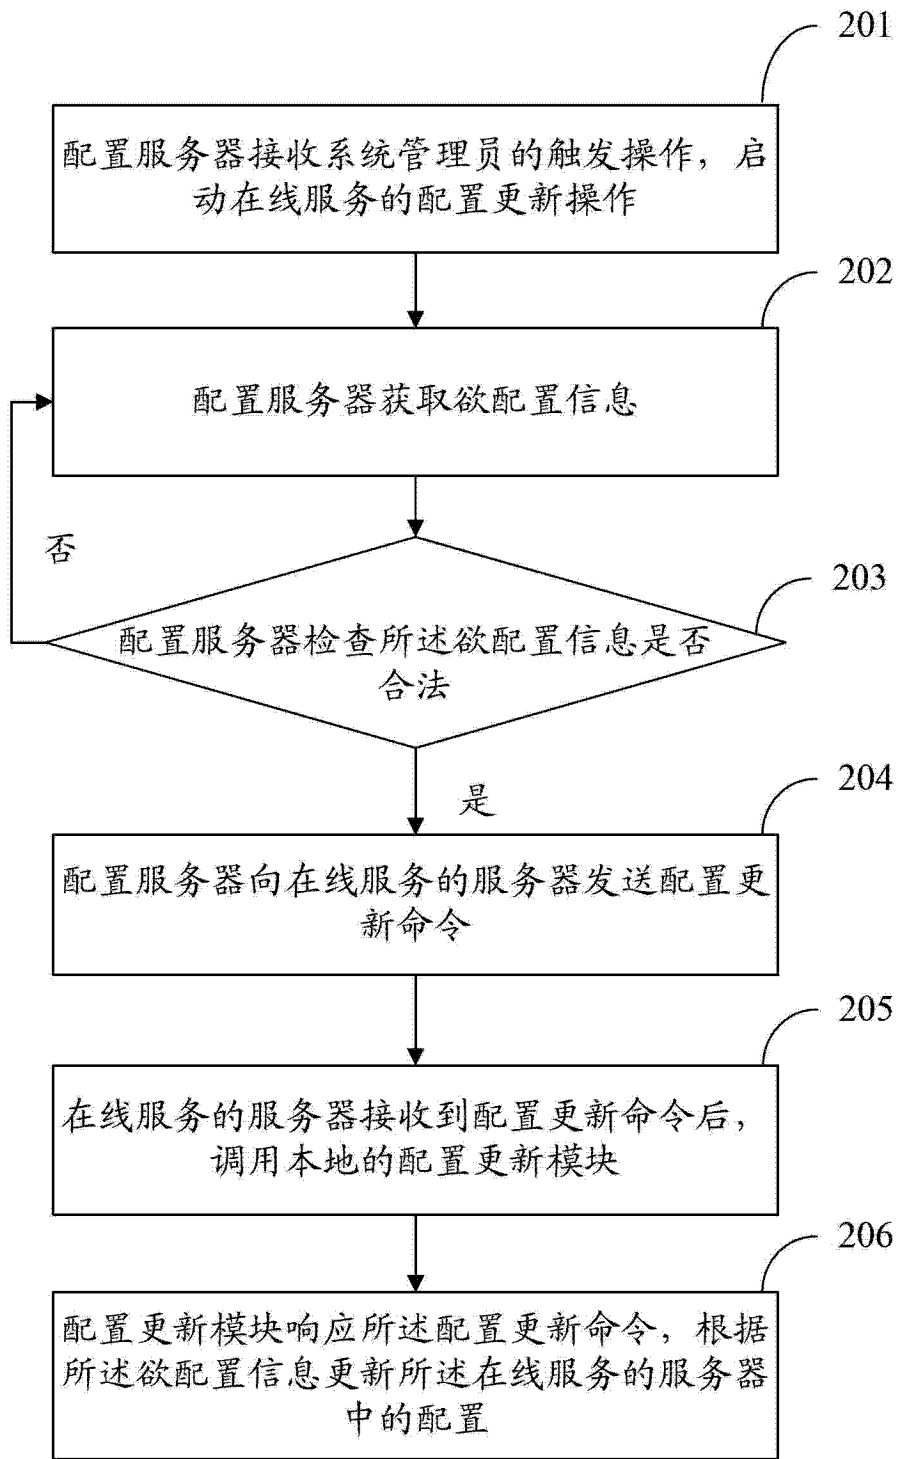 201
配置服务器接收系统管理员的触发操作，启
动在线服务的配置更新操作
202
配置服务器获取欲配置信息
否
203
配置服务器检查所述欲配置信息是否
合法
是
204
配置服务器向在线服务的服务器发送配置更
新命令
205
在线服务的服务器接收到配置更新命令后，
调用本地的配置更新模块
206
配置更新模块响应所述配置更新命令，根据
所述欲配置信息更新所述在线服务的服务器
中的配置